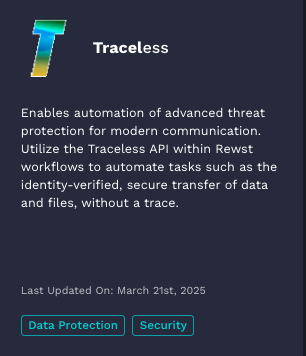 T
Traceless
Enables automation of advanced threat
protection for modern communication.
Utilize the Traceless API within Rewst
workflows to automate tasks such as the
identity-verified, secure transfer of data
and files, without a trace.
Last Updated On: March 21st, 2025
Data Protection
Security